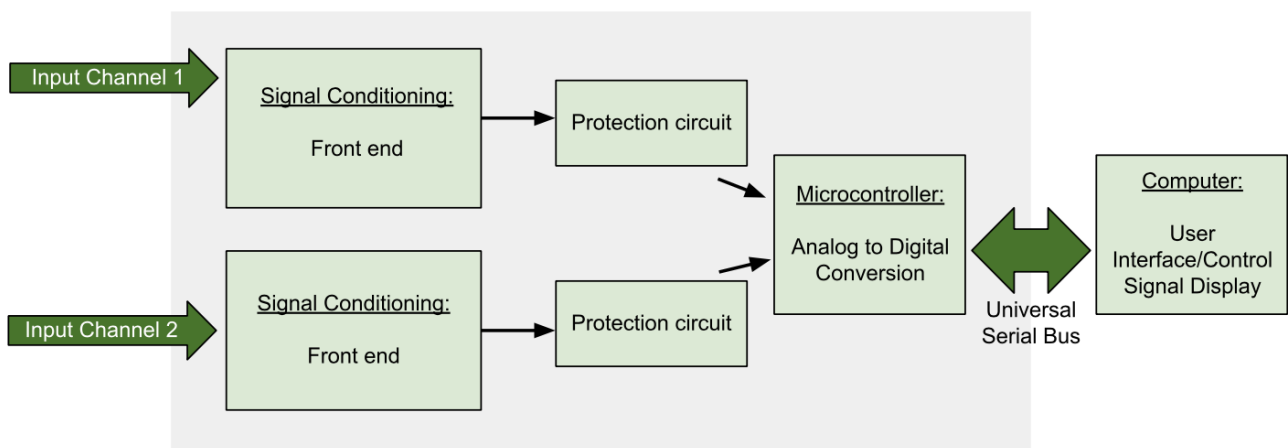 Input Channel 1
Signal Conditioning:
Front end
Protection circuit
Microcontroller:
Analog to Digital
Conversion
Computer:
User
Interface/Control
Signal Display
Universal
Serial Bus
Input Channel 2
Signal Conditioning:
Front end
Protection circuit